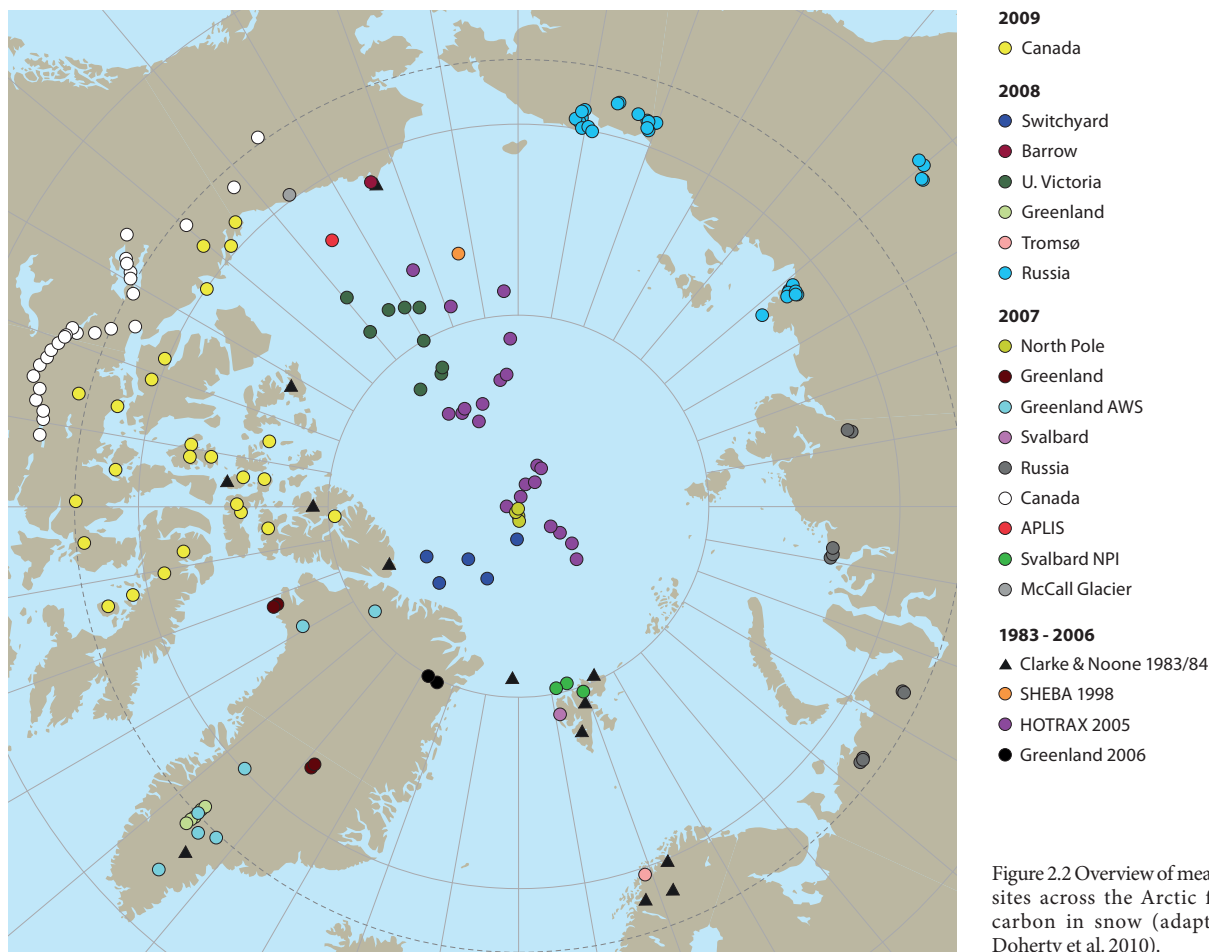 2009
Canada
2008
Switchyard
Barrow
U. Victoria
Greenland
Tromsø
Russia
2007
North Pole
Greenland
Greenland AWS
Svalbard
Russia
Canada
APLIS
Svalbard NPI
McCall Glacier
1983 - 2006
Clarke & Noone 1983/84
SHEBA 1998
HOTRAX 2005
Greenland 2006
Figure 2.2 Overview of mea
sites across the Arctic f
carbon in snow (adapt
Doherty et al. 2010).